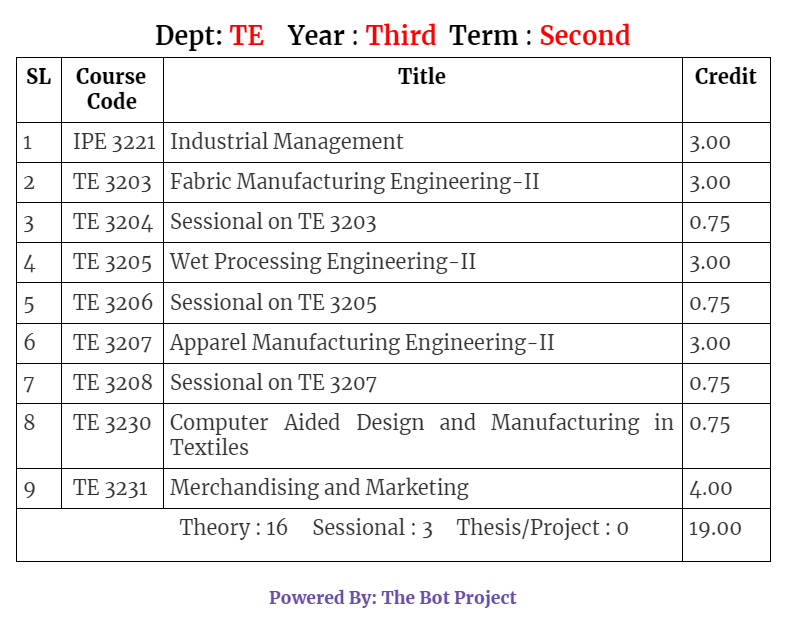 Dept: TE Year : Third Term : Second
SL Course Code Title Credit
1 IPE 3221 Industrial Management 3.00
2 TE 3203 Fabric Manufacturing Engineering-II 3.00
3 TE 3204 Sessional on TE 3203 0.75
4 TE 3205 Wet Processing Engineering-II 3.00
5 TE 3206 Sessional on TE 3205 0.75
6 TE 3207 Apparel Manufacturing Engineering-II 3.00
7 TE 3208 Sessional on TE 3207 0.75
8 TE 3230 Computer Aided Design and Manufacturing in Textiles 0.75
9 TE 3231 Merchandising and Marketing 4.00
Theory : 16 Sessional : 3 Thesis/Project : 0 19.00
Powered By: The Bot Project